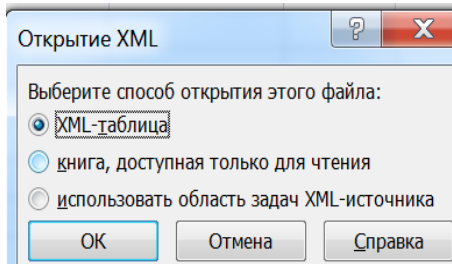 Открытие XML
Выберите способ открытия этого файла:
XML-таблица
книга, доступная только для чтения
использовать область задач XML-источника
ОК Отмена Справка